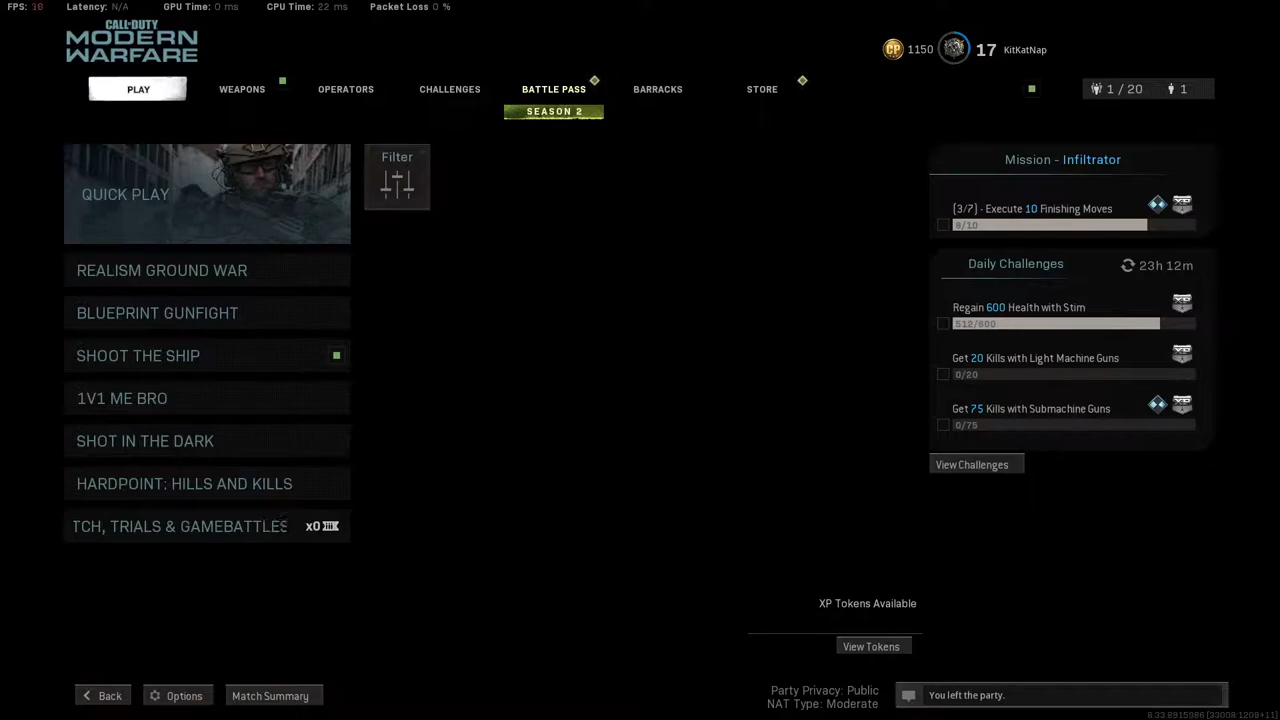 FPS: 10 Latency: N/A GPU Time: 0 ms CPU Time: 22 ms Packet Loss 0 %
CALL OF DUTY
MODERN
WARFARE
CP 1150 17 KitKatNap
PLAY WEAPONS OPERATORS CHALLENGES BATTLE PASS BARRACKS STORE 1 / 20 1
SEASON 2
QUICK PLAY
REALISM GROUND WAR
BLUEPRINT GUNFIGHT
SHOOT THE SHIP
1V1 ME BRO
SHOT IN THE DARK
HARDPOINT: HILLS AND KILLS
TCH, TRIALS & GAMEBATTLES x0
Filter
Mission - Infiltrator
(3/7) - Execute 10 Finishing Moves XP
8/10
Daily Challenges 23h 12m
Regain 600 Health with Stim XP
512/600
Get 20 Kills with Light Machine Guns XP
0/20
Get 75 Kills with Submachine Guns XP
0/75
View Challenges
XP Tokens Available
View Tokens
Back Options Match Summary
Party Privacy: Public
NAT Type: Moderate
You left the party.